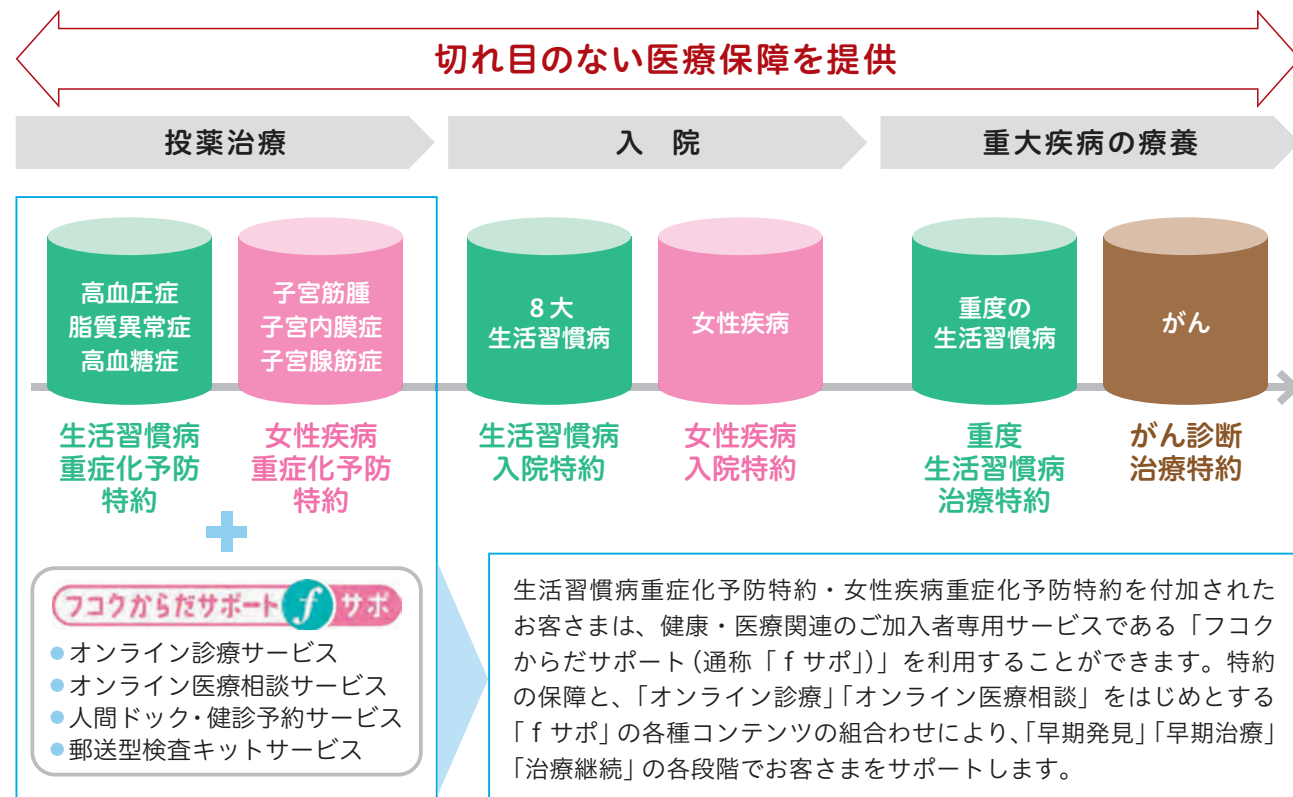 切れ目のない医療保障を提供
投薬治療
入 院
重大疾病の療養
高血圧症
脂質異常症
高血糖症
子宮筋腫
子宮内膜症
子宮腺筋症
8大
生活習慣病
女性疾病
重度の
生活習慣病
がん
生活習慣病
重症化予防
特約
女性疾病
重症化予防
特約
生活習慣病
入院特約
女性疾病
入院特約
重度
生活習慣病
治療特約
がん診断
治療特約
フコクからだサポート f サポ
●オンライン診療サービス
●オンライン医療相談サービス
●人間ドック・健診予約サービス
●郵送型検査キットサービス
生活習慣病重症化予防特約・女性疾病重症化予防特約を付加された
お客さまは、健康・医療関連のご加入者専用サービスである「フコク
からだサポート(通称「fサポ」)」を利用することができます。特約
の保障と、「オンライン診療」「オンライン医療相談」をはじめとする
「fサポ」の各種コンテンツの組合わせにより、「早期発見」「早期治療」
「治療継続」の各段階でお客さまをサポートします。